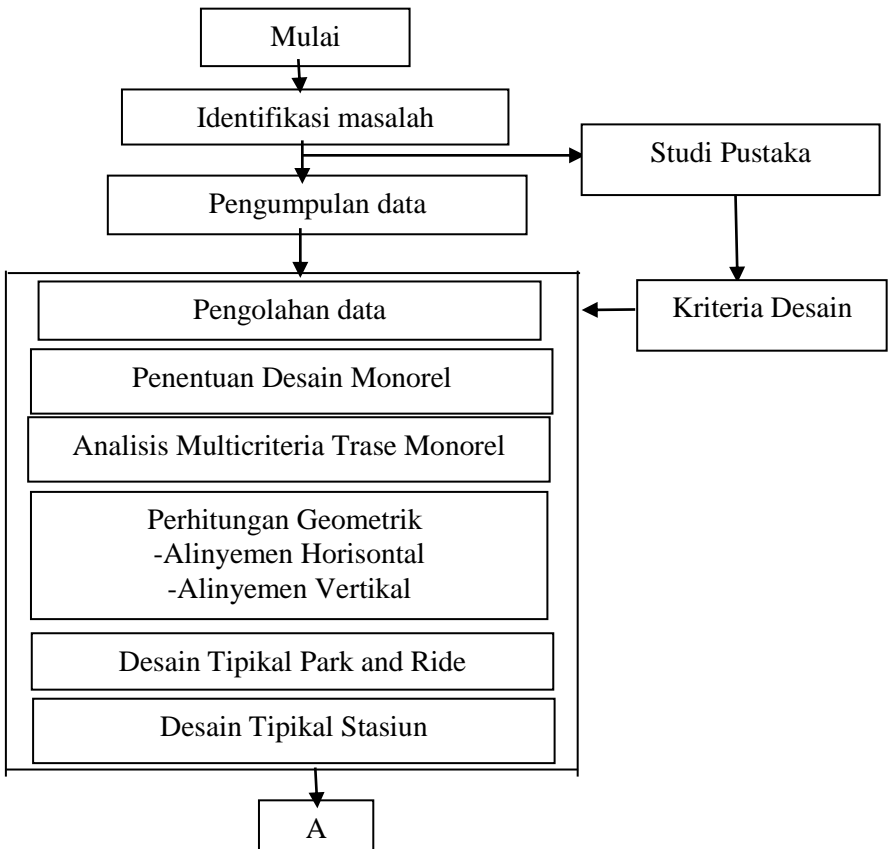 Mulai
Identifikasi masalah
Studi Pustaka
Pengumpulan data
Pengolahan data
Kriteria Desain
Penentuan Desain Monorel
Analisis Multicriteria Trase Monorel
Perhitungan Geometrik
-Alinyemen Horisontal
-Alinyemen Vertikal
Desain Tipikal Park and Ride
Desain Tipikal Stasiun
A